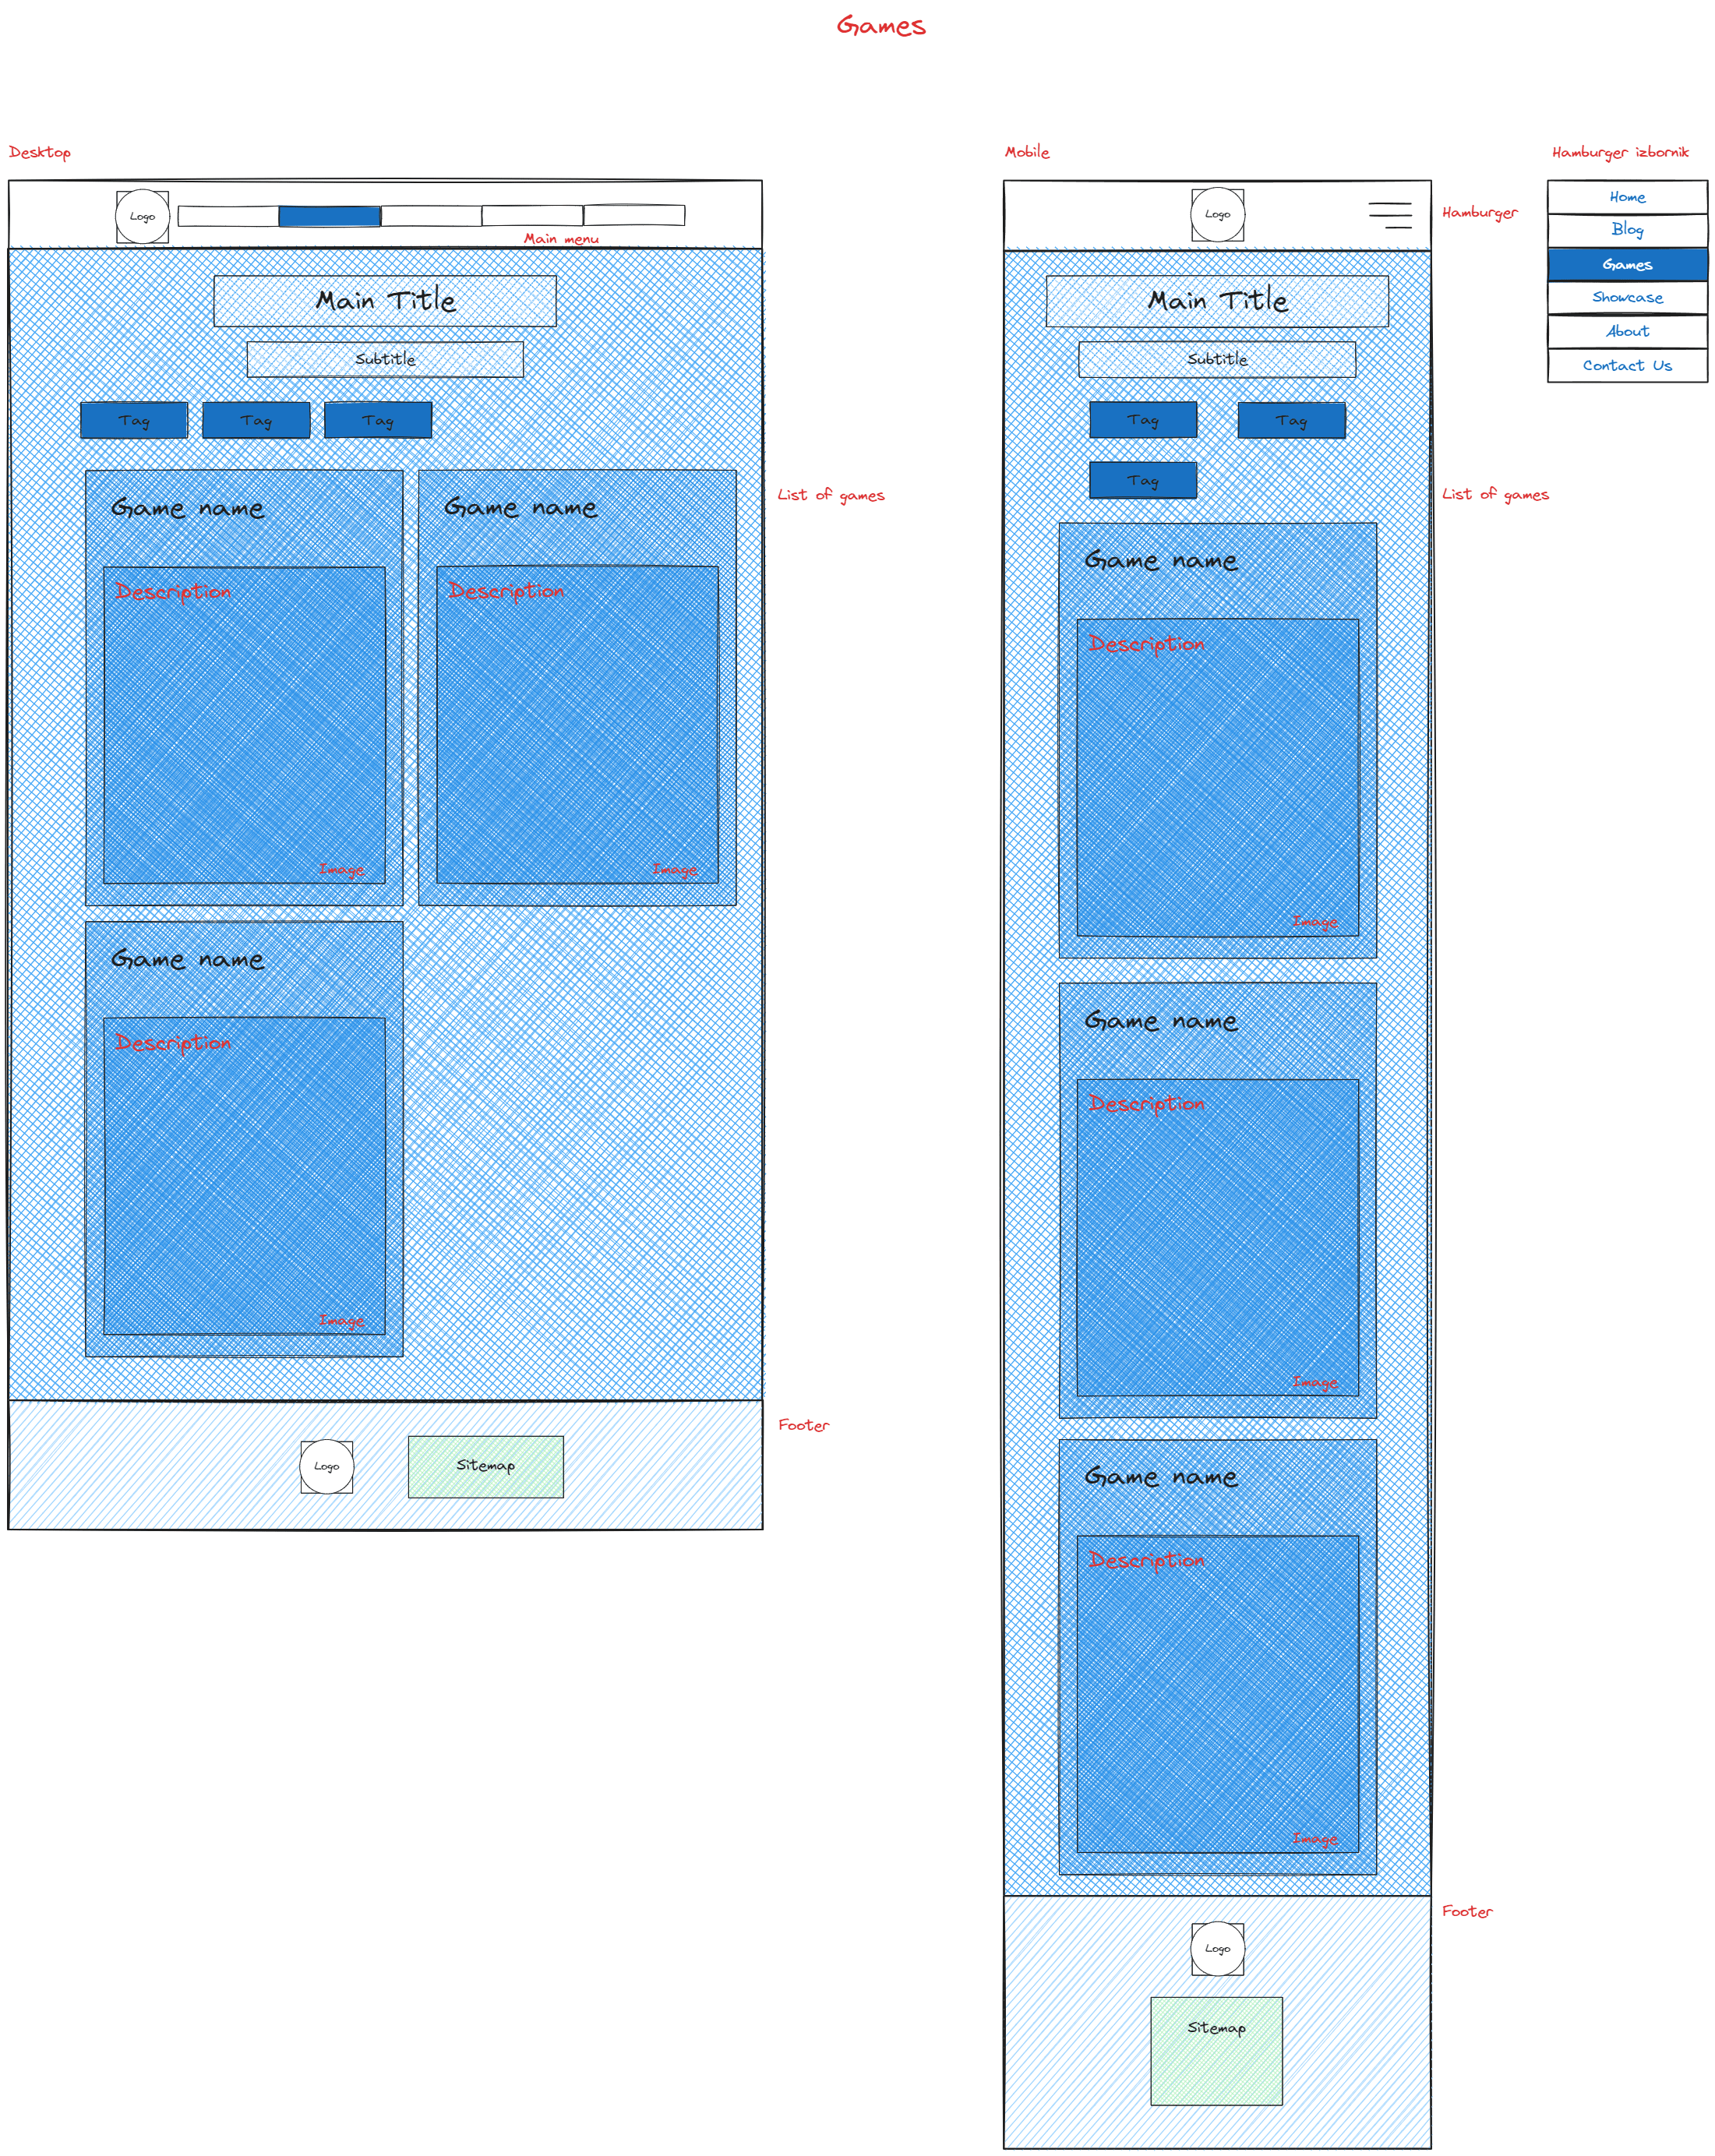 Games
Desktop
Logo
Main menu
Main Title
Subtitle
Tag Tag Tag
List of games
Game name Game name
Description Description
Image Image
Game name
Description
Image
Footer
Logo
Sitemap
Mobile
Logo
Hamburger
Main Title
Subtitle
Tag Tag
Tag
List of games
Game name
Description
Image
Game name
Description
Image
Game name
Description
Image
Footer
Logo
Sitemap
Hamburger izbornik
Home
Blog
Games
Showcase
About
Contact Us